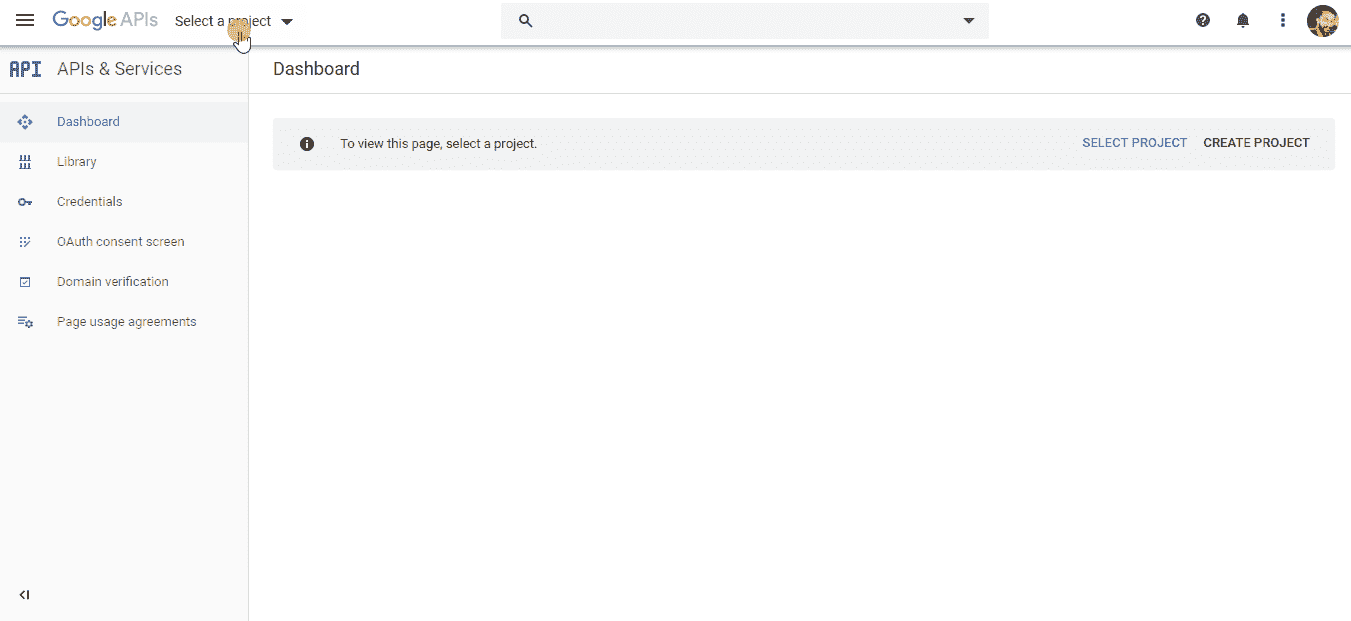 Google APIs Select a project
API APIs & Services
Dashboard
Dashboard
Library
Credentials
OAuth consent screen
Domain verification
Page usage agreements
To view this page, select a project. SELECT PROJECT CREATE PROJECT